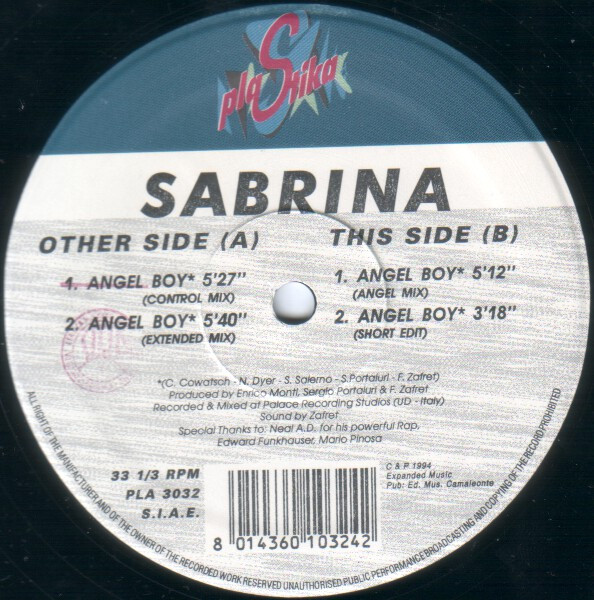 plaStika
SABRINA
OTHER SIDE (A)
1. ANGEL BOY* 5'27"
(CONTROL MIX)
2. ANGEL BOY* 5'40"
(EXTENDED MIX)
THIS SIDE (B)
1. ANGEL BOY* 5'12"
(ANGEL MIX)
2. ANGEL BOY* 3'18"
(SHORT EDIT)
*(C. Cowatsch - N. Dyer - S. Salerno - S.Portaluri - F. Zafret)
Produced by Enrico Monti, Sergio Portaluri & F. Zafret
Recorded & Mixed at Palace Recording Studios (UD - Italy)
Sound by Zafret
Special Thanks to: Neal A.D. for his powerful Rap,
Edward Funkhauser, Mario Pinosa
33 1/3 RPM
PLA 3032
S.I.A.E.
8 014360 103242
C & P 1994
Expanded Music
Pub: Ed. Mus. Camaleonte
ALL RIGHT OF THE MANUFACTURER AND OF THE OWNER OF THE RECORDED WORK RESERVED UNAUTHORISED PUBLIC PERFORMANCE BROADCASTING AND COPYING OF THE RECORD PROHIBITED